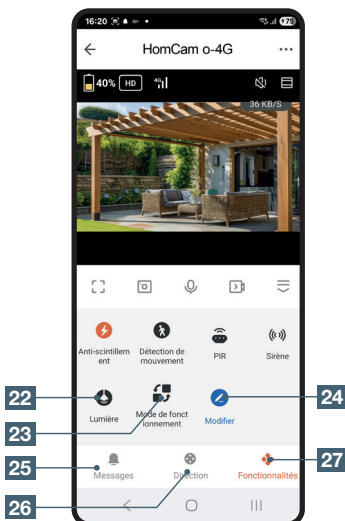 16:20 75
HomCam o-4G
40% HD 4G
36 KB/S
Anti-scintillem
ent
Détection de
mouvement
PIR
Sirène
22
23
24
Lumière
Mode de fonct
ionnement
Modifier
25
26
27
Messages
Direction
Fonctionnalités